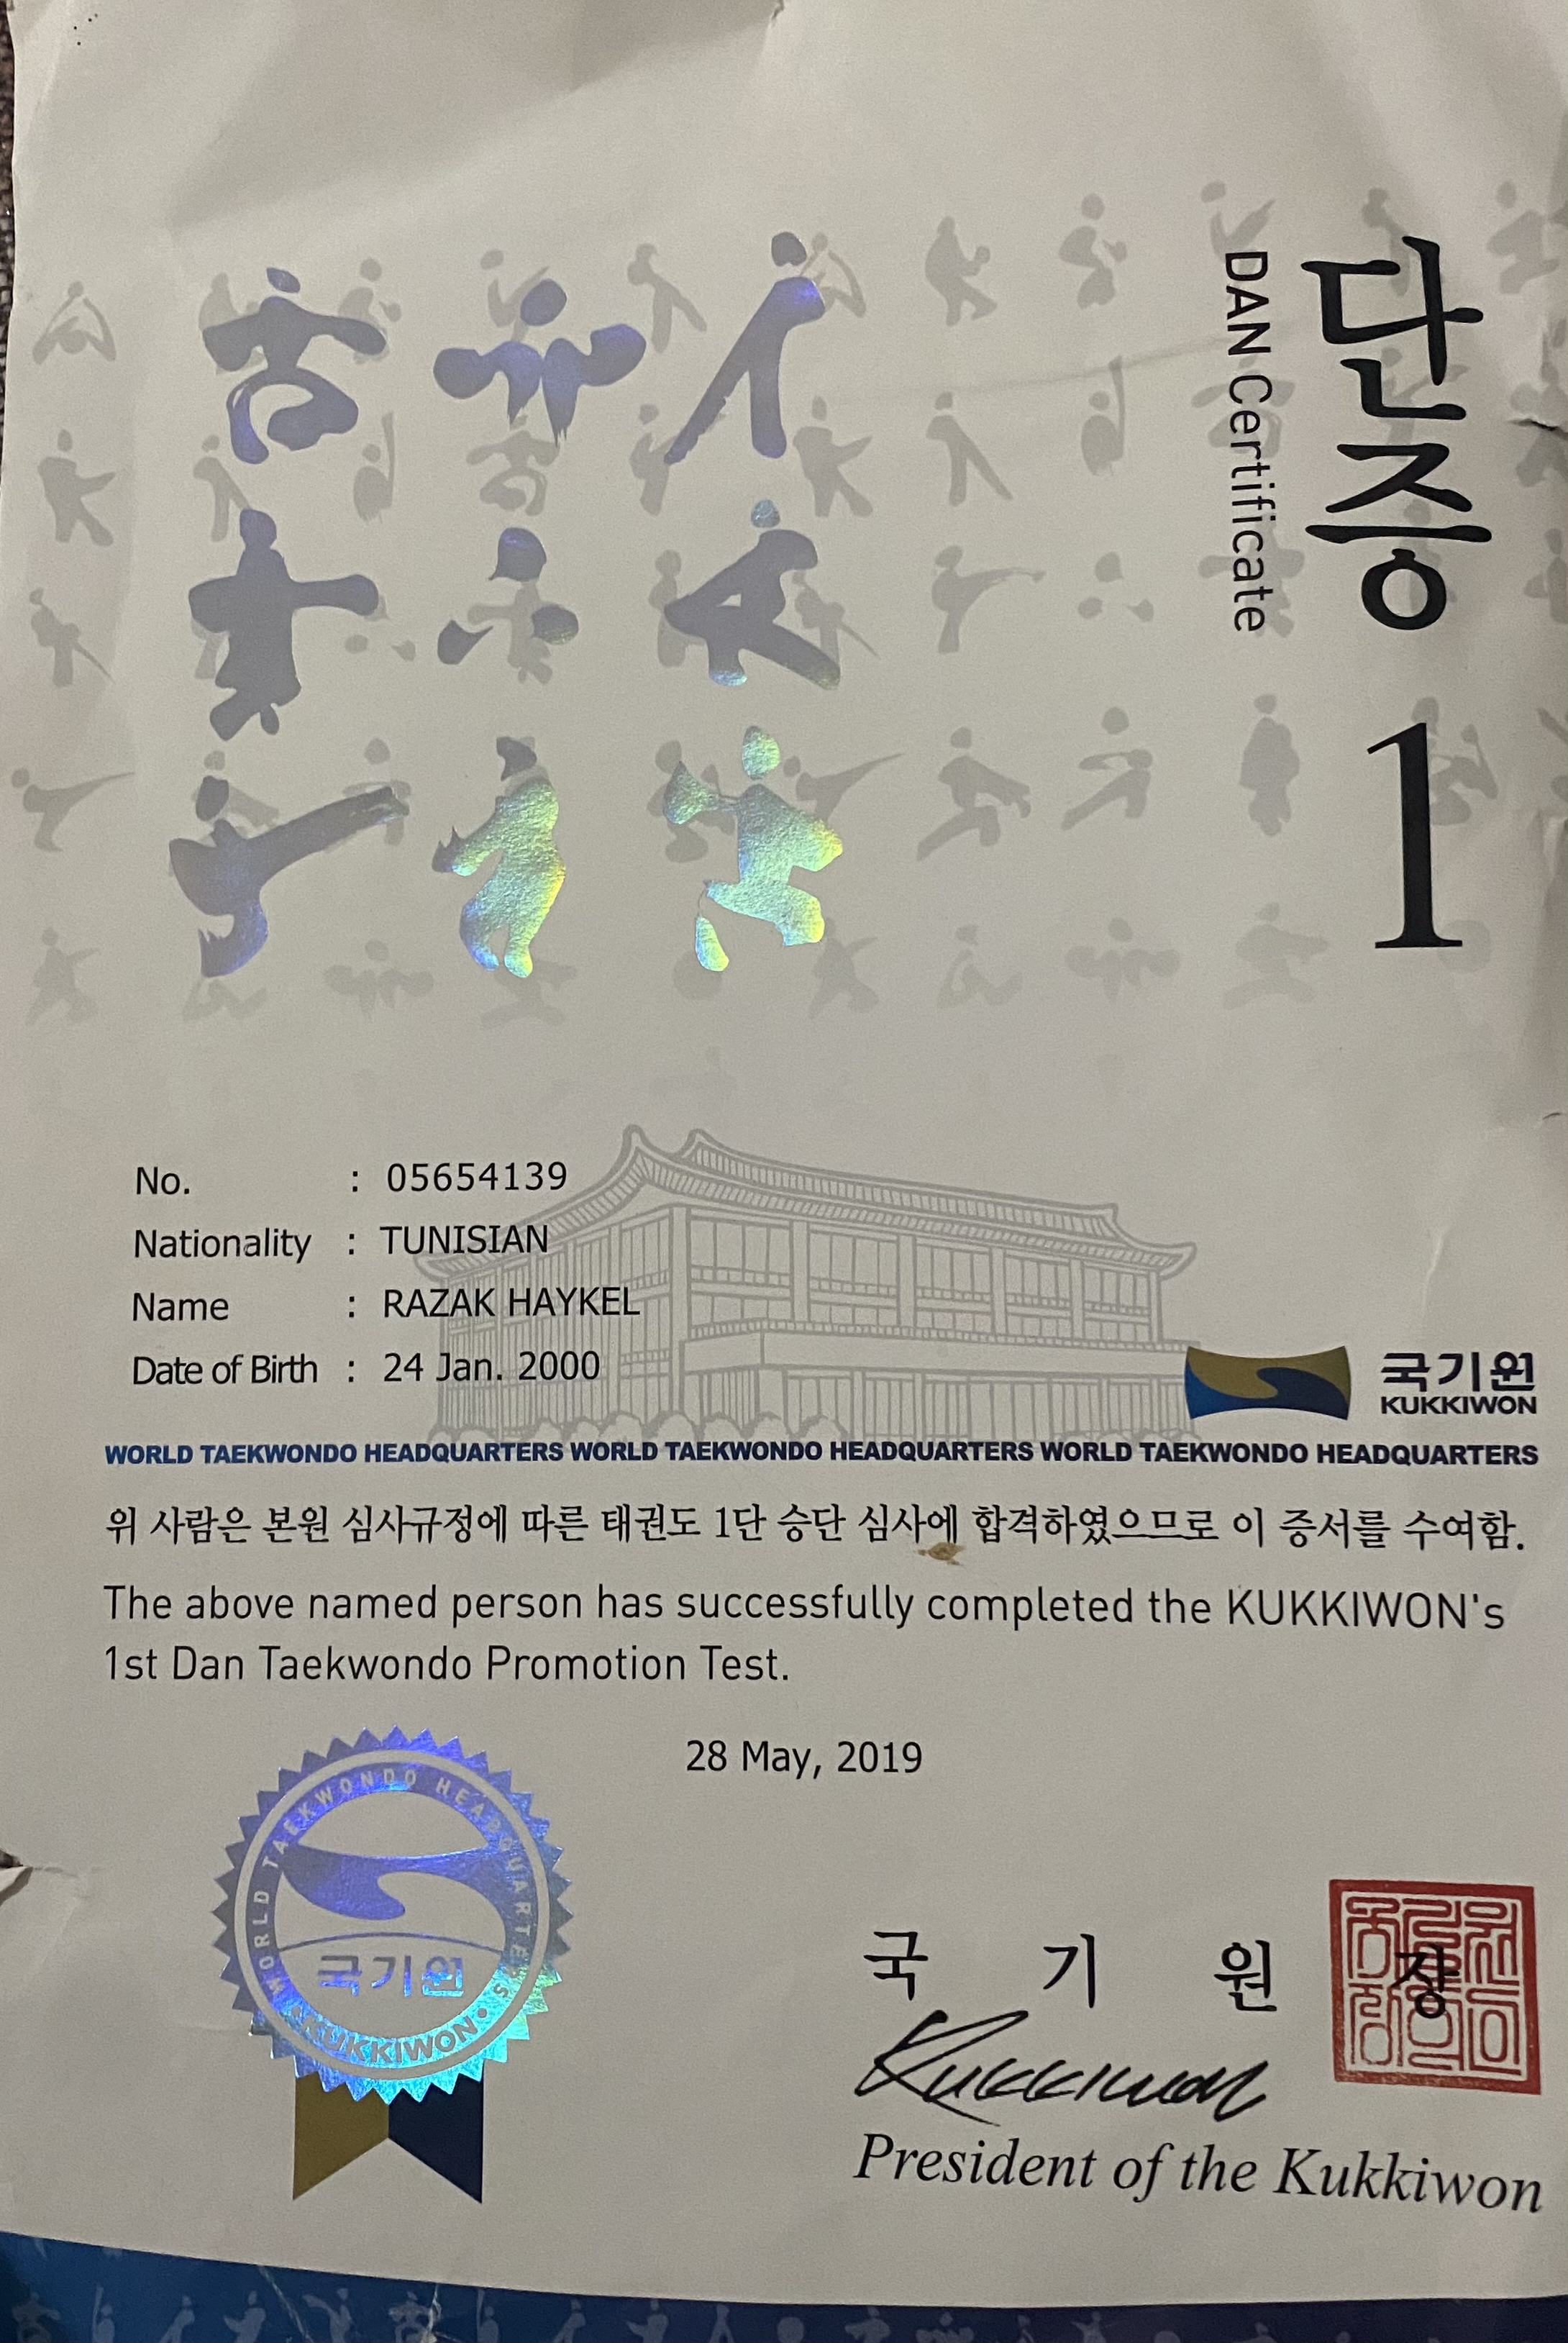 단증 1
DAN Certificate
No. : 05654139
Nationality : TUNISIAN
Name : RAZAK HAYKEL
Date of Birth : 24 Jan. 2000
국기원
KUKKIWON
WORLD TAEKWONDO HEADQUARTERS WORLD TAEKWONDO HEADQUARTERS WORLD TAEKWONDO HEADQUARTERS
위 사람은 본원 심사규정에 따른 태권도 1단 승단 심사에 합격하였으므로 이 증서를 수여함.
The above named person has successfully completed the KUKKIWON's
1st Dan Taekwondo Promotion Test.
28 May, 2019
WORLD TAEKWONDO HEADQUARTERS
국기원
•KUKKIWON•
국 기 원 장
Kukkiwon
President of the Kukkiwon